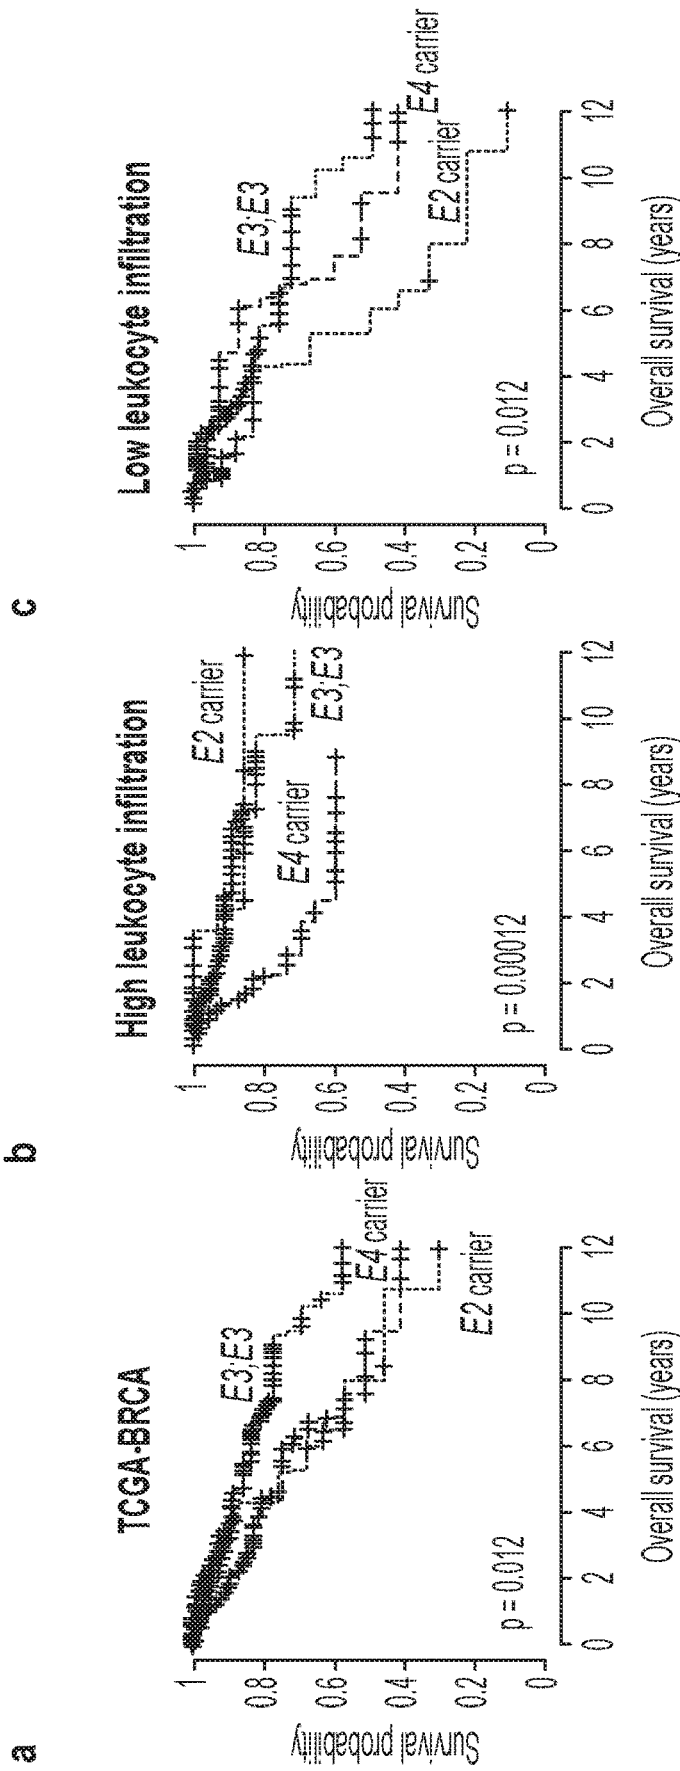 a
TCGA-BRCA
Survival probability
1
0.8
0.6
0.4
0.2
0
E3;E3
E4 carrier
E2 carrier
p = 0.012
0 2 4 6 8 10 12
Overall survival (years)
b
High leukocyte infiltration
Survival probability
1
0.8
0.6
0.4
0.2
0
E2 carrier
E3;E3
E4 carrier
p = 0.00012
0 2 4 6 8 10 12
Overall survival (years)
c
Low leukocyte infiltration
Survival probability
1
0.8
0.6
0.4
0.2
0
E3;E3
E4 carrier
E2 carrier
p = 0.012
0 2 4 6 8 10 12
Overall survival (years)